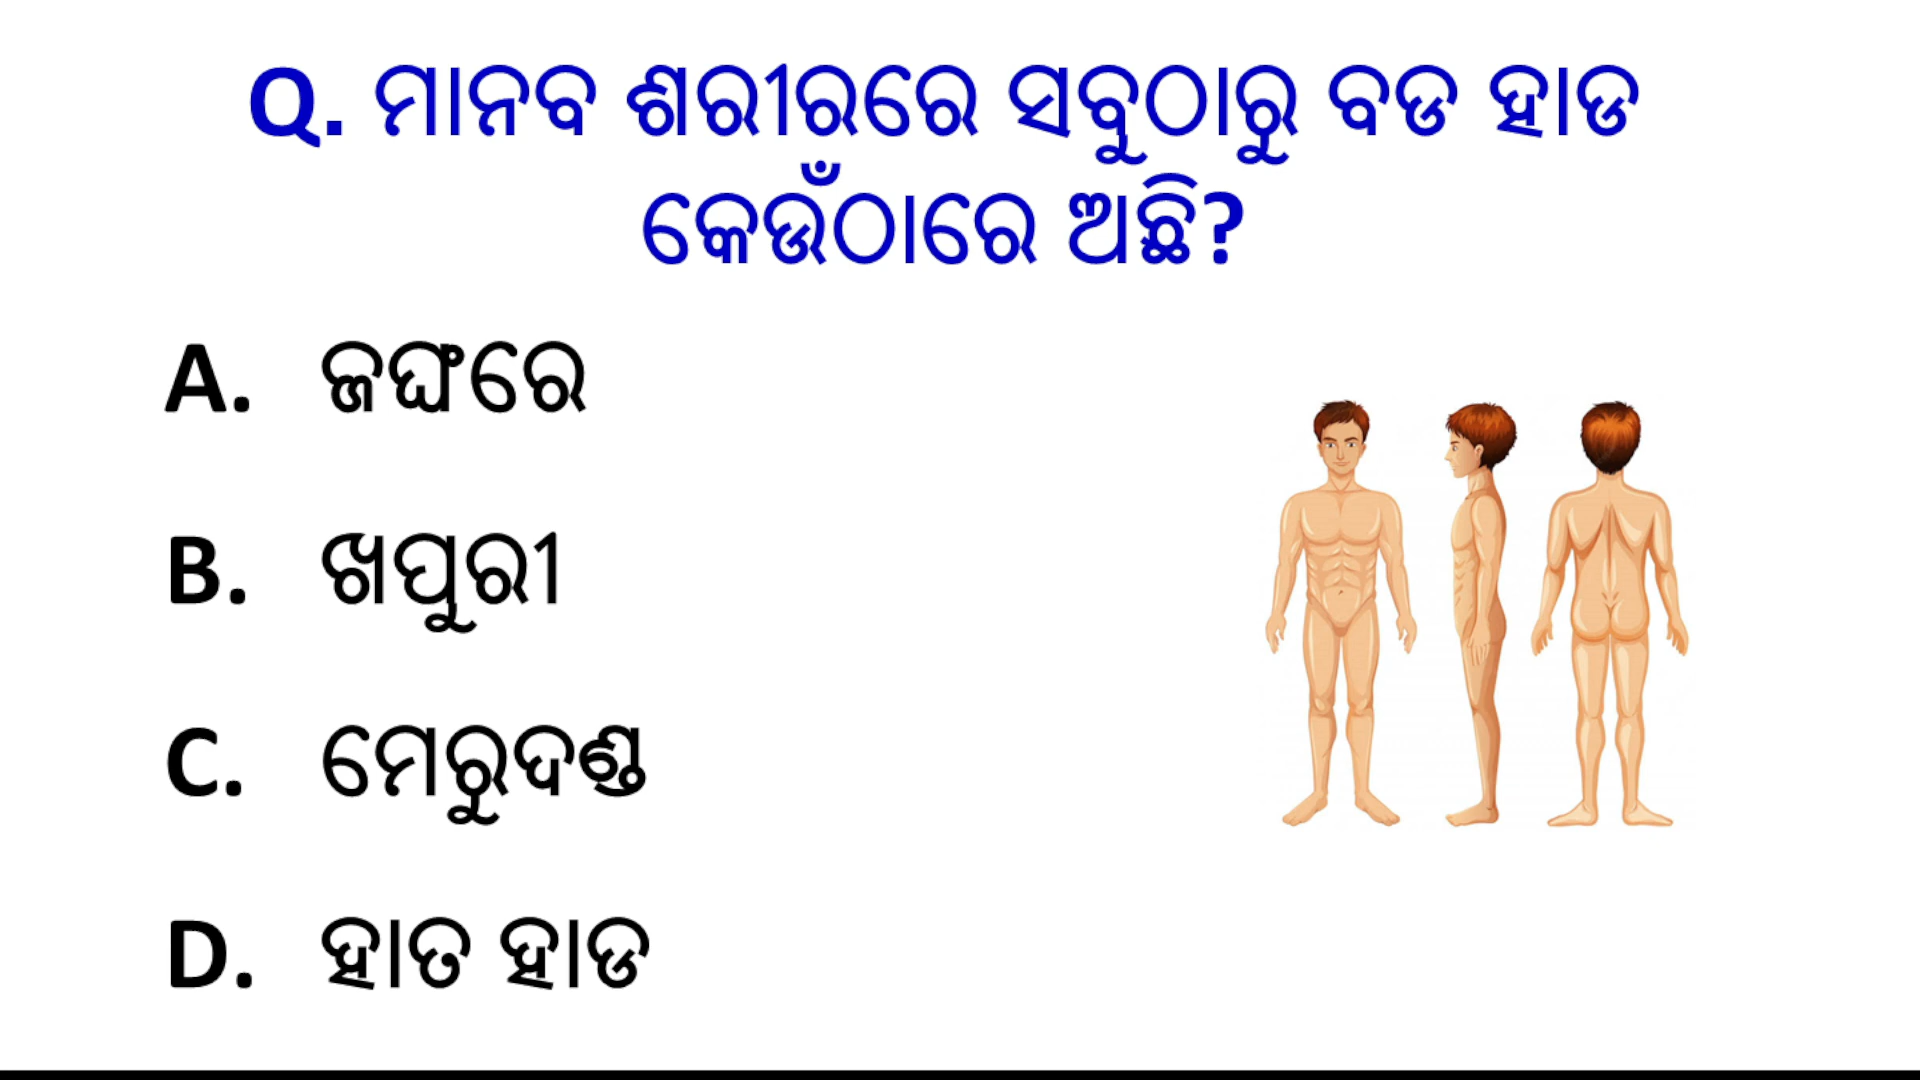 Q. ମାନବ ଶରୀରରେ ସବୁଠାରୁ ବଡ ହାଡ
କେଉଁଠାରେ ଅଛି?
A. ଜଙ୍ଘରେ
B. ଖପୁରୀ
C. ମେରୁଦଣ୍ଡ
D. ହାତ ହାଡ